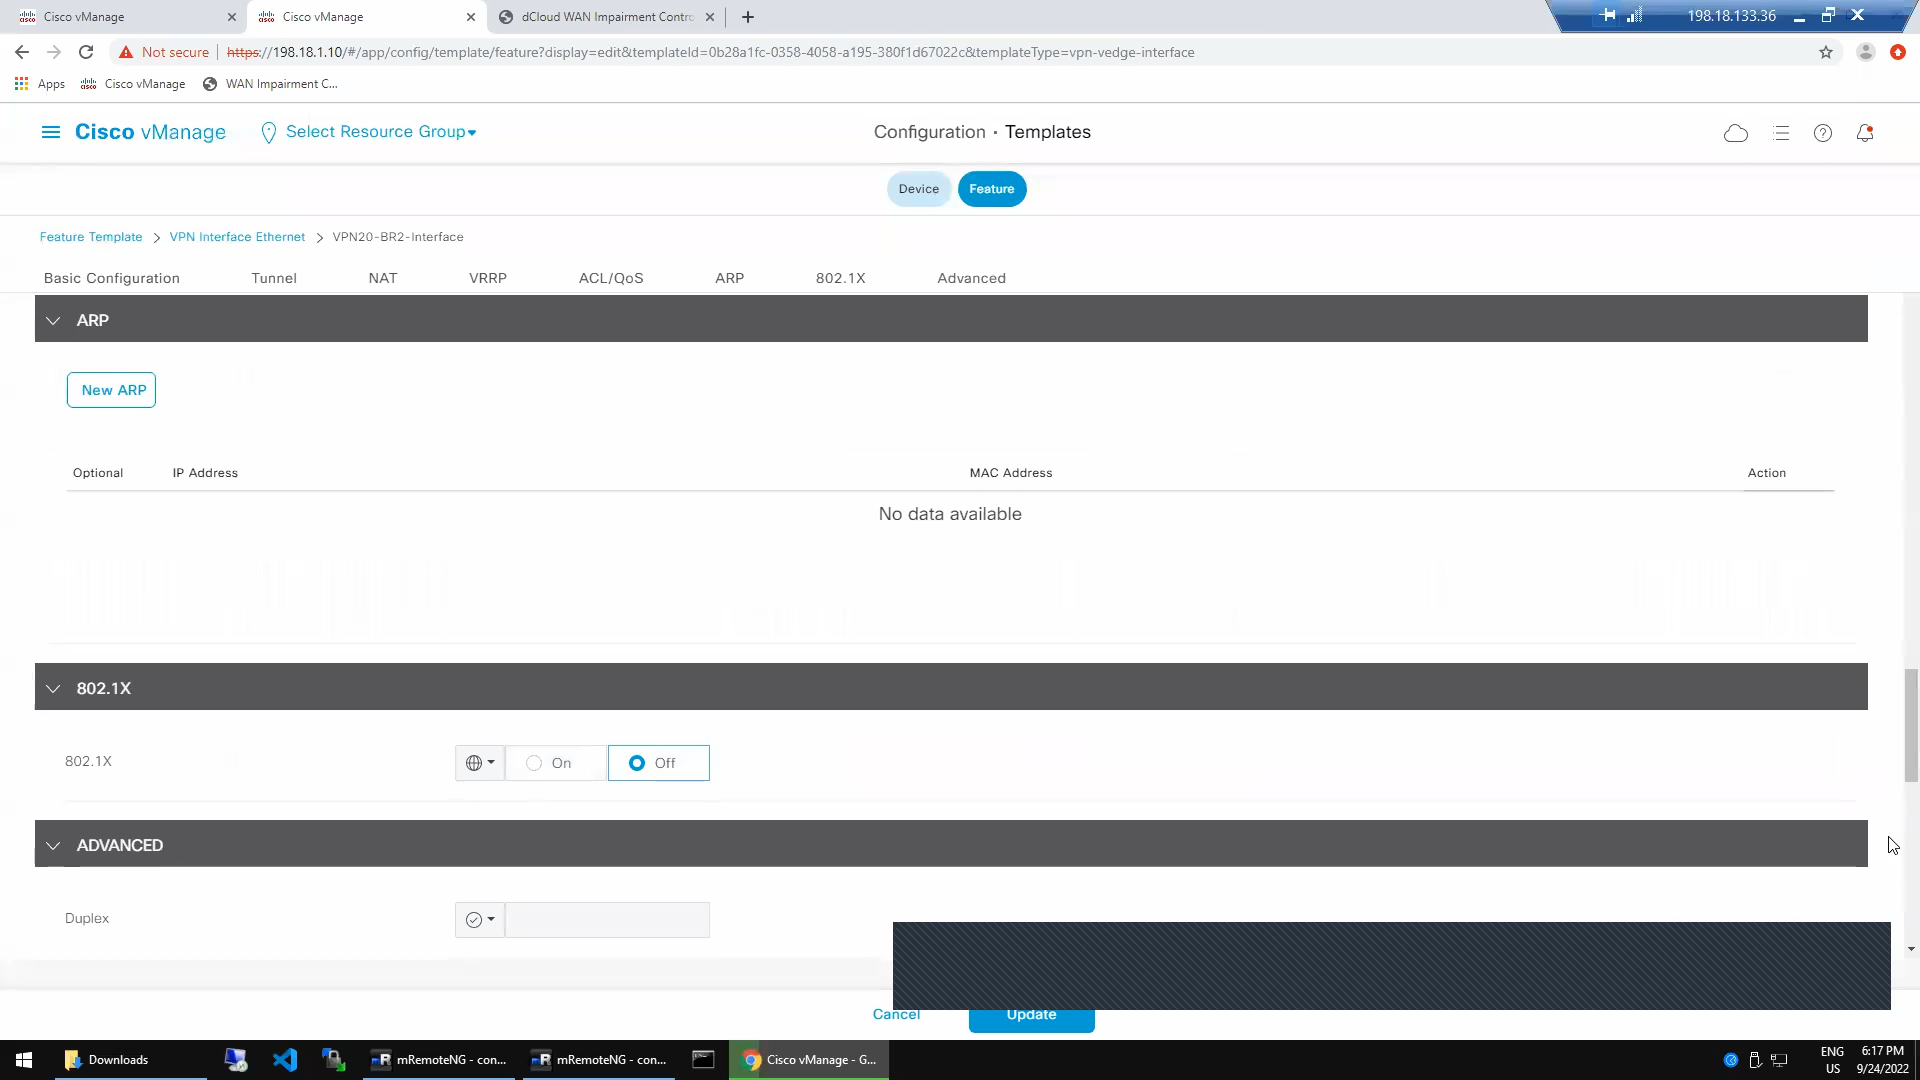 Cisco vManage
Cisco vManage
dCloud WAN Impairment Contro
198.18.133.36
Not secure
https://198.18.1.10/#/app/config/template/feature?display=edit&templateId=0b28a1fc-0358-4058-a195-380f1d67022c&templateType=vpn-vedge-interface
Apps
Cisco vManage
WAN Impairment C...
Cisco vManage
Select Resource Group
Configuration · Templates
Device
Feature
Feature Template > VPN Interface Ethernet > VPN20-BR2-Interface
Basic Configuration
Tunnel
NAT
VRRP
ACL/QoS
ARP
802.1X
Advanced
ARP
New ARP
Optional
IP Address
MAC Address
Action
No data available
802.1X
802.1X
On
Off
ADVANCED
Duplex
Cancel
Update
Downloads
mRemoteNG - con...
mRemoteNG - con...
Cisco vManage - G...
ENG
US
6:17 PM
9/24/2022